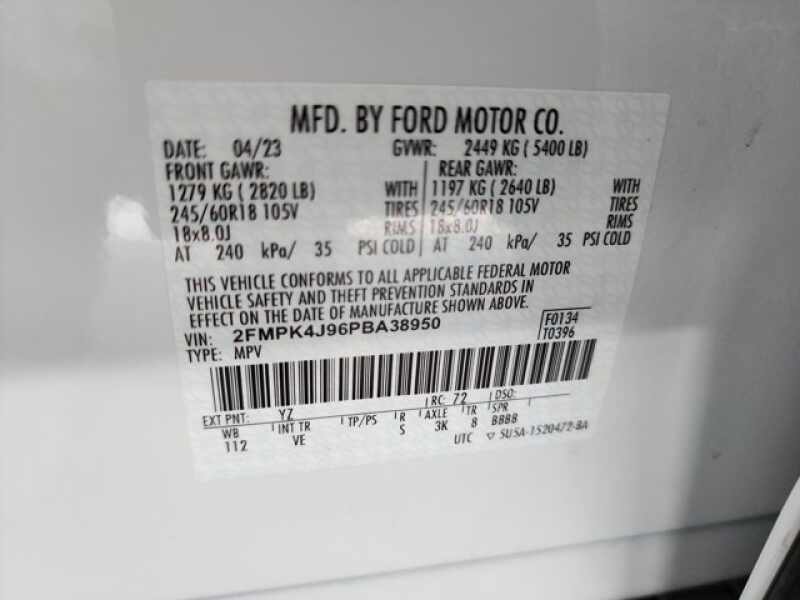 MFD. BY FORD MOTOR CO.
DATE: 04/23 GVWR: 2449 KG ( 5400 LB)
FRONT GAWR: REAR GAWR:
1279 KG ( 2820 LB) WITH 1197 KG ( 2640 LB) WITH
245/60R18 105V TIRES 245/60R18 105V TIRES
18x8.0J RIMS 18x8.0J RIMS
AT 240 kPa/ 35 PSI COLD AT 240 kPa/ 35 PSI COLD
THIS VEHICLE CONFORMS TO ALL APPLICABLE FEDERAL MOTOR
VEHICLE SAFETY AND THEFT PREVENTION STANDARDS IN
EFFECT ON THE DATE OF MANUFACTURE SHOWN ABOVE.
VIN: 2FMPK4J96PBA38950 F0134
TYPE: MPV T0396
EXT PNT: YZ RC: 72 DSO:
WB INT TR TP/PS R AXLE TR SPR
112 VE S 3K 8 BBBB
UTC ▽ SU5A-1520472-BA